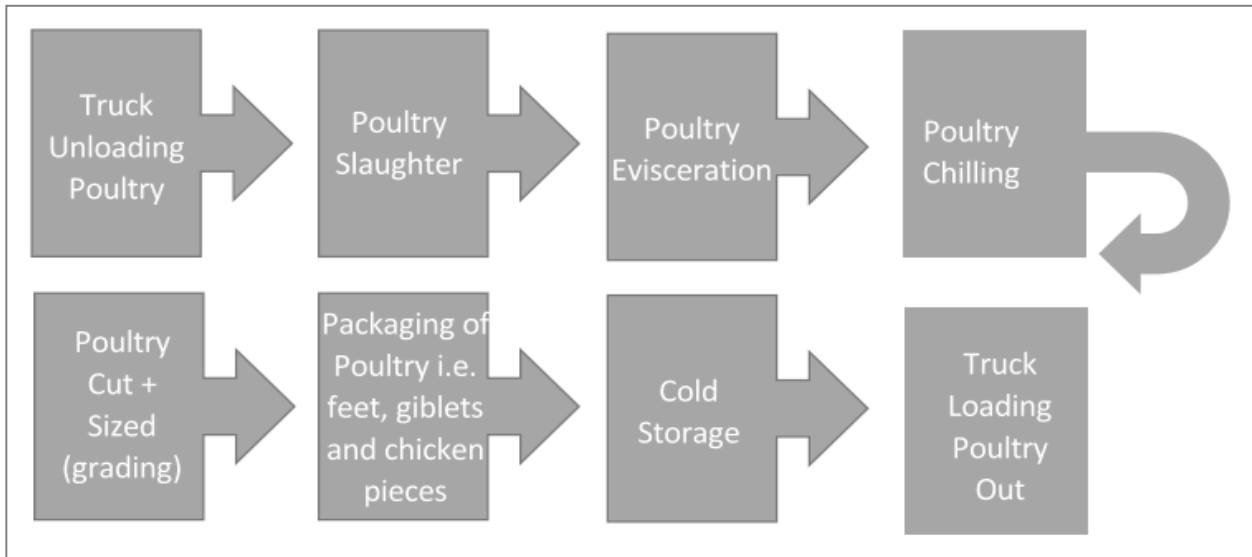 Truck
Unloading
Poultry
Poultry
Slaughter
Poultry
Evisceration
Poultry
Chilling
Poultry
Cut +
Sized
(grading)
Packaging of
Poultry i.e.
feet, giblets
and chicken
pieces
Cold
Storage
Truck
Loading
Poultry
Out